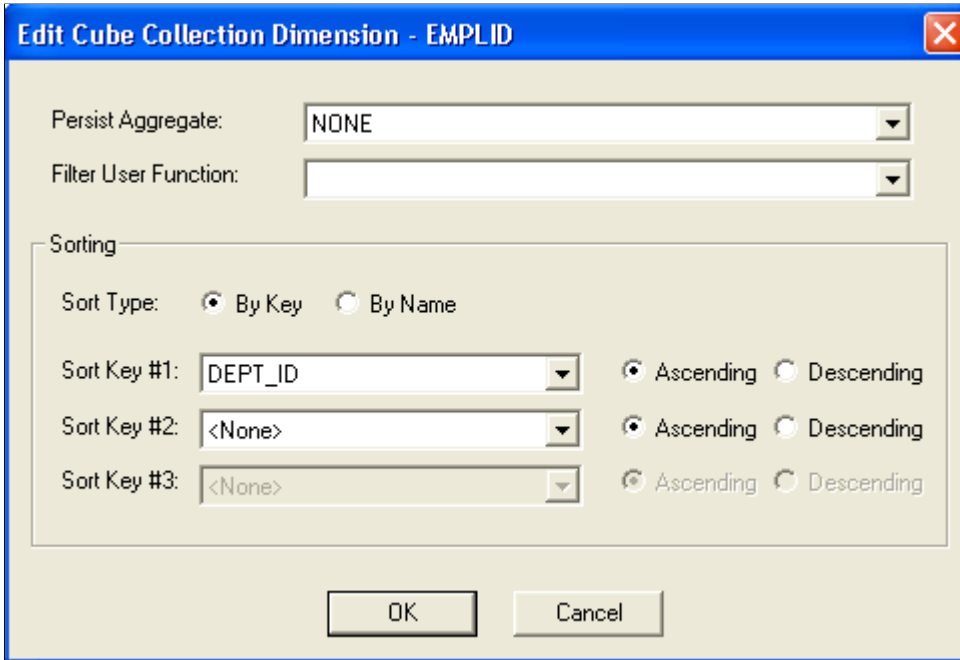 Edit Cube Collection Dimension - EMPLID
Persist Aggregate: NONE
Filter User Function:
Sorting
Sort Type: By Key By Name
Sort Key #1: DEPT_ID Ascending Descending
Sort Key #2: <None> Ascending Descending
Sort Key #3: <None> Ascending Descending
OK Cancel